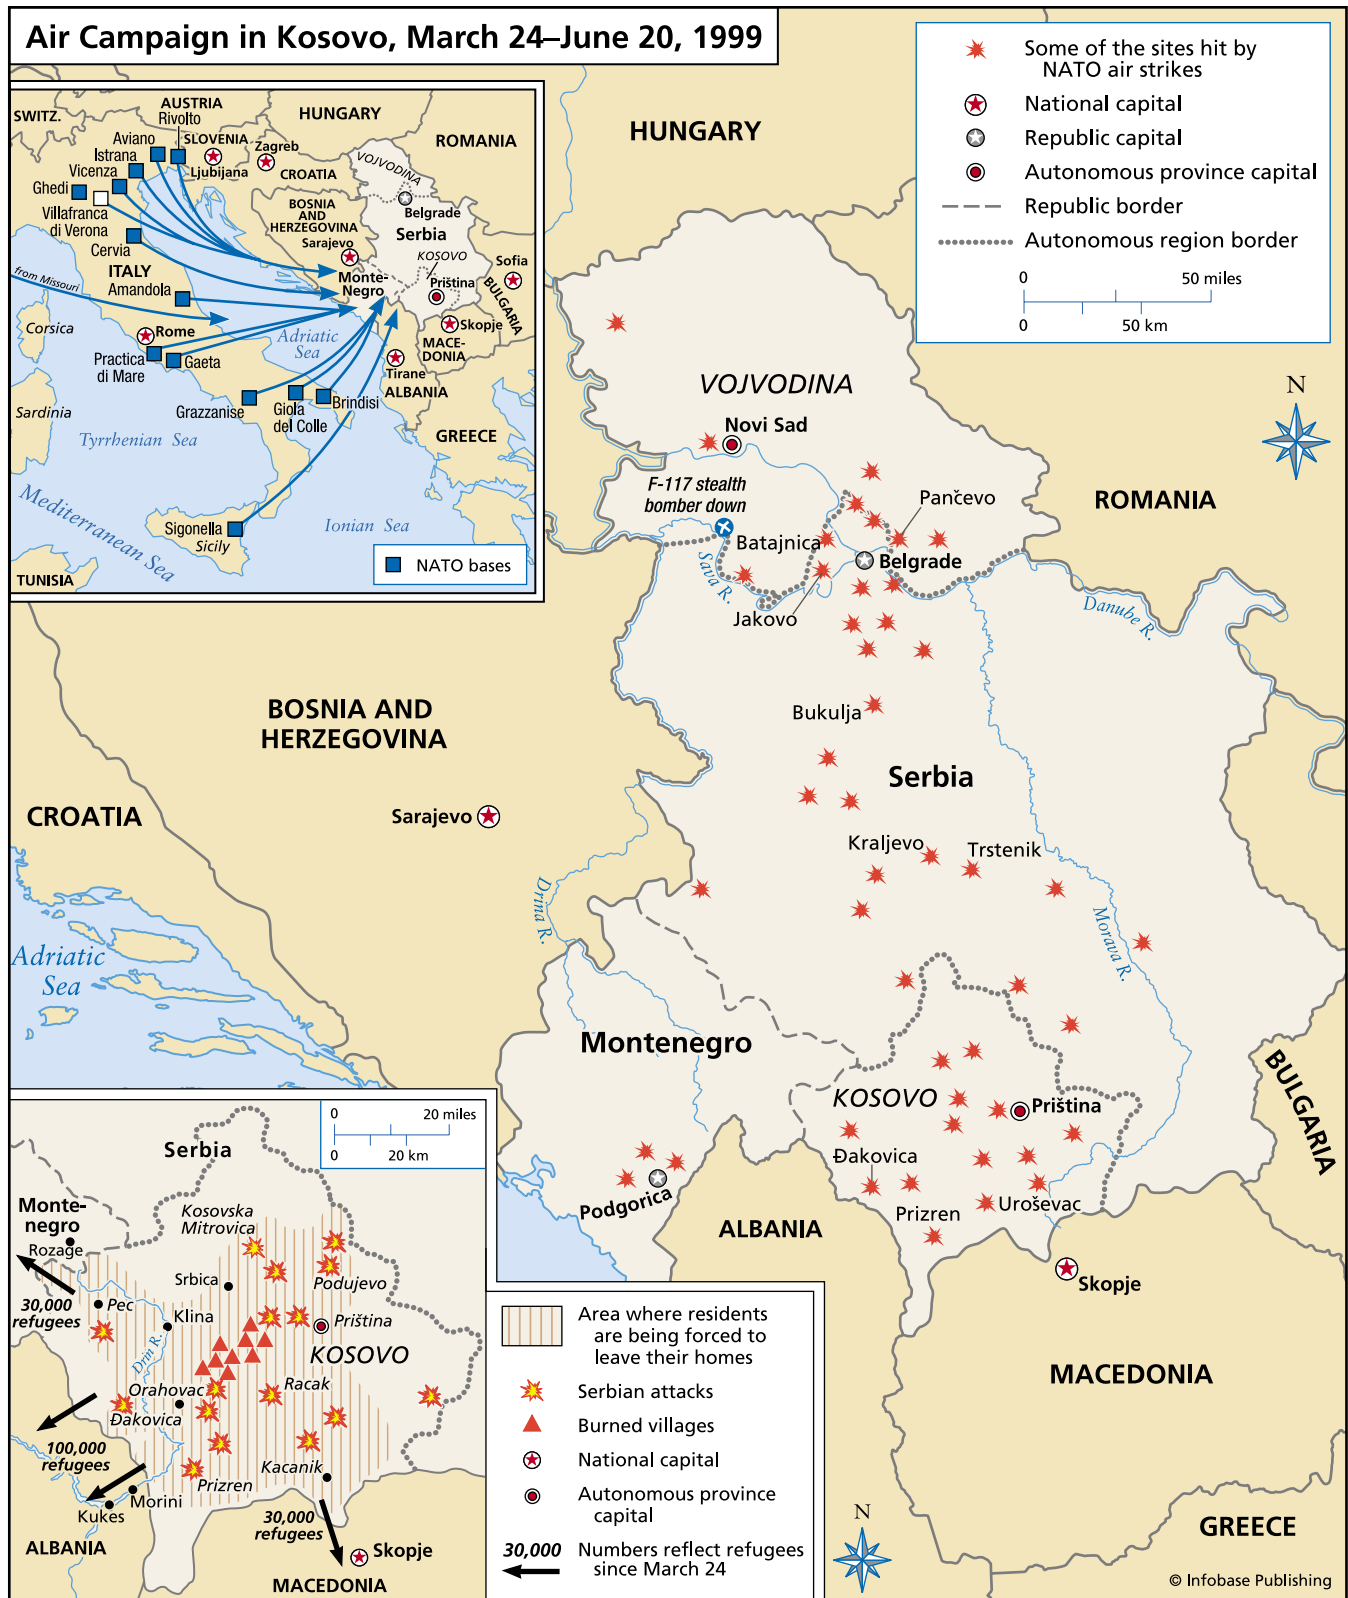 Air Campaign in Kosovo, March 24–June 20, 1999
Some of the sites hit by
NATO air strikes
National capital
Republic capital
Autonomous province capital
Republic border
Autonomous region border
0
50 miles
0
50 km
SWITZ.
AUSTRIA
Rivolto
HUNGARY
ROMANIA
Aviano
SLOVENIA
Zagreb
Istrana
Vicenza
Ljubijana
CROATIA
VOJVODINA
Ghedi
Villafranca
di Verona
BOSNIA
AND
HERZEGOVINA
Belgrade
Serbia
Cervia
Sarajevo
KOSOVO
Sofia
ITALY
from Missouri
Amandola
Monte-
Negro
Priština
BULGARIA
Corsica
Rome
Adriatic
Sea
Skopje
MACE-
DONIA
Practica
di Mare
Gaeta
Tirane
ALBANIA
Sardinia
Grazzanise
Giola
del Colle
Brindisi
Tyrrhenian Sea
GREECE
Mediterranean Sea
Sigonella
Sicily
Ionian Sea
TUNISIA
NATO bases
HUNGARY
N
VOJVODINA
Novi Sad
F-117 stealth
bomber down
Pančevo
ROMANIA
Batajnica
Belgrade
Sava R.
Jakovo
Danube R.
BOSNIA AND
HERZEGOVINA
Bukulja
Serbia
CROATIA
Sarajevo
Kraljevo
Trstenik
Drina R.
Morava R.
Adriatic
Sea
Montenegro
BULGARIA
KOSOVO
Priština
Đakovica
Podgorica
Prizren
Uroševac
ALBANIA
Skopje
MACEDONIA
GREECE
N
0
20 miles
0
20 km
Serbia
Monte-
negro
Kosovska
Mitrovica
Rozage
Srbica
Podujevo
30,000
refugees
Pec
Klina
Priština
Drin R.
KOSOVO
Orahovac
Racak
Đakovica
100,000
refugees
Kacanik
Prizren
Morini
Kukes
30,000
refugees
ALBANIA
Skopje
MACEDONIA
Area where residents
are being forced to
leave their homes
Serbian attacks
Burned villages
National capital
Autonomous province
capital
30,000
Numbers reflect refugees
since March 24
© Infobase Publishing